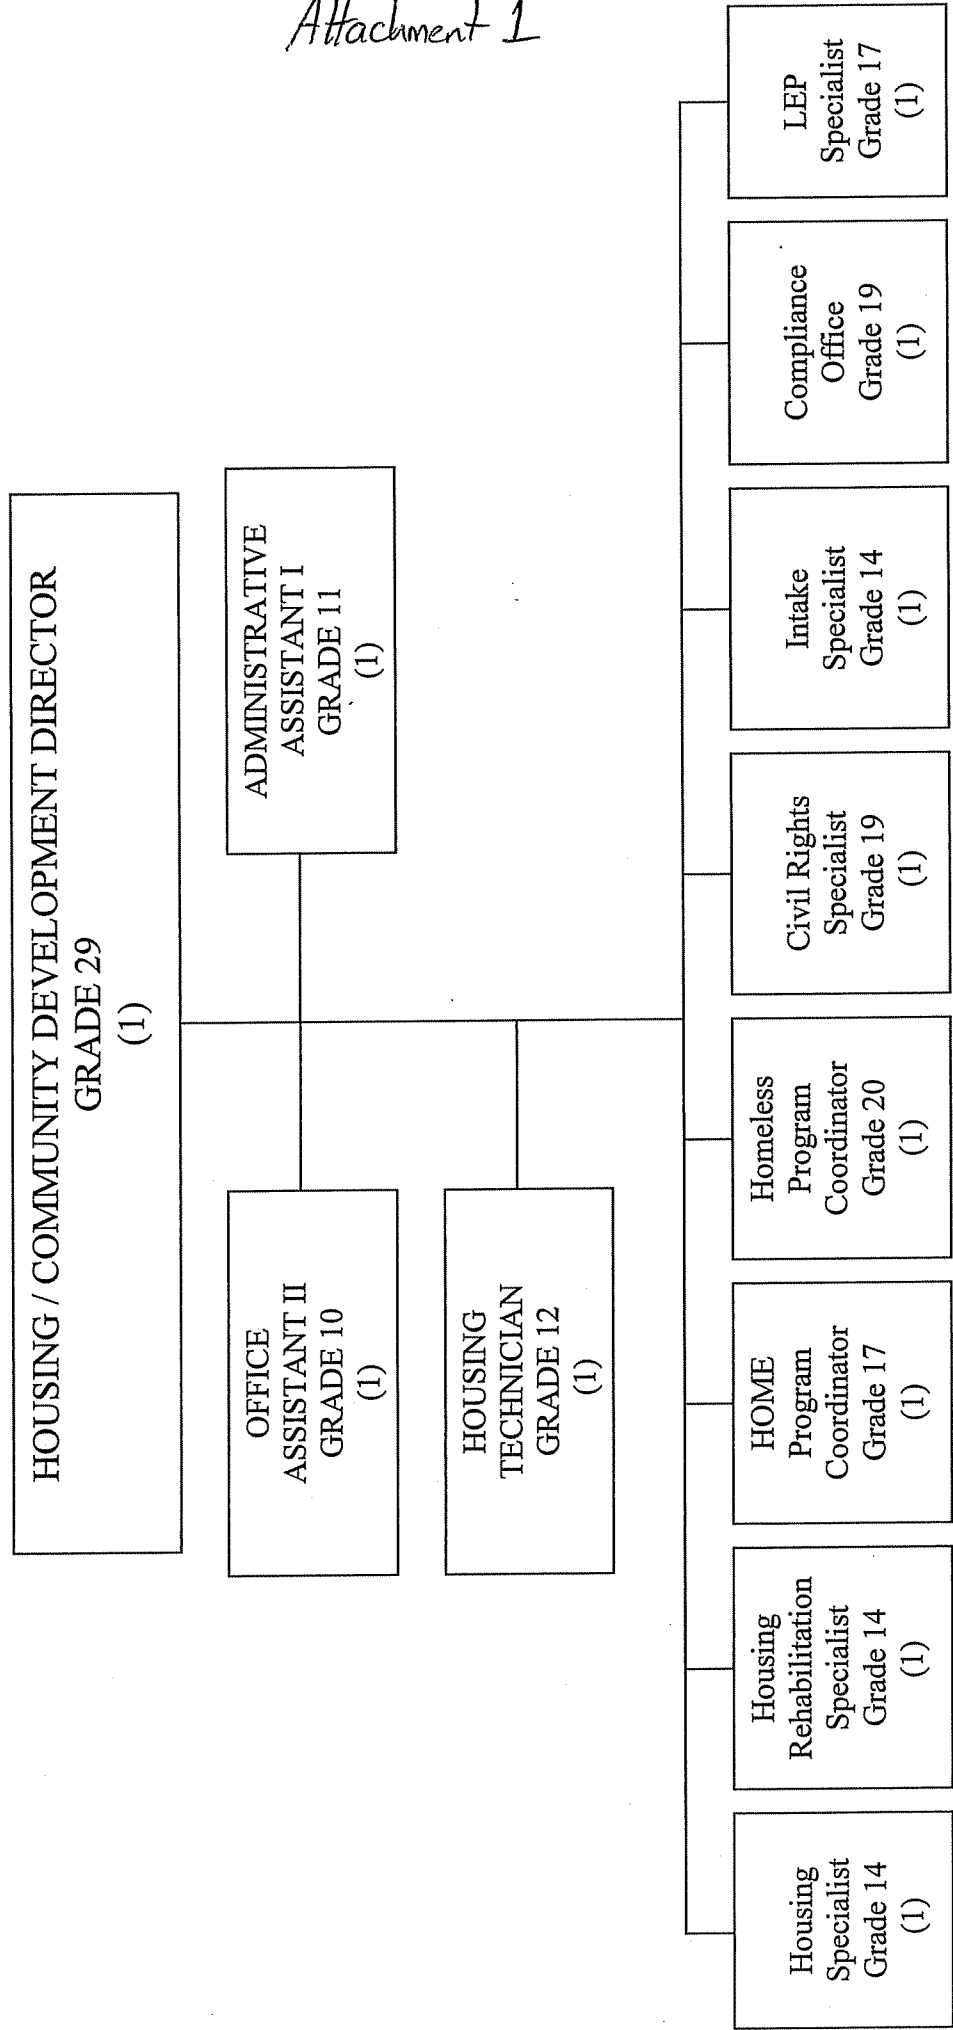 Attachment 1
HOUSING / COMMUNITY DEVELOPMENT DIRECTOR
GRADE 29
(1)
OFFICE
ASSISTANT II
GRADE 10
(1)
ADMINISTRATIVE
ASSISTANT I
GRADE 11
(1)
HOUSING
TECHNICIAN
GRADE 12
(1)
Housing
Specialist
Grade 14
(1)
Housing
Rehabilitation
Specialist
Grade 14
(1)
HOME
Program
Coordinator
Grade 17
(1)
Homeless
Program
Coordinator
Grade 20
(1)
Civil Rights
Specialist
Grade 19
(1)
Intake
Specialist
Grade 14
(1)
Compliance
Office
Grade 19
(1)
LEP
Specialist
Grade 17
(1)